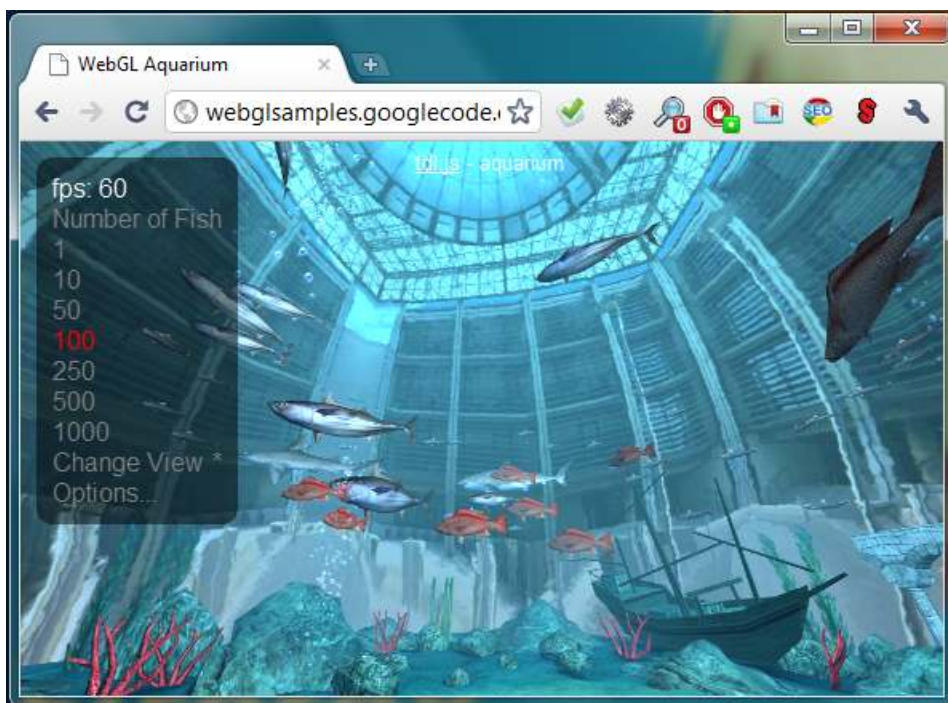 WebGL Aquarium
webglsamples.googlecode.
0
SEO
S
tdl.js - aquarium
fps: 60
Number of Fish
1
10
50
100
250
500
1000
Change View *
Options...